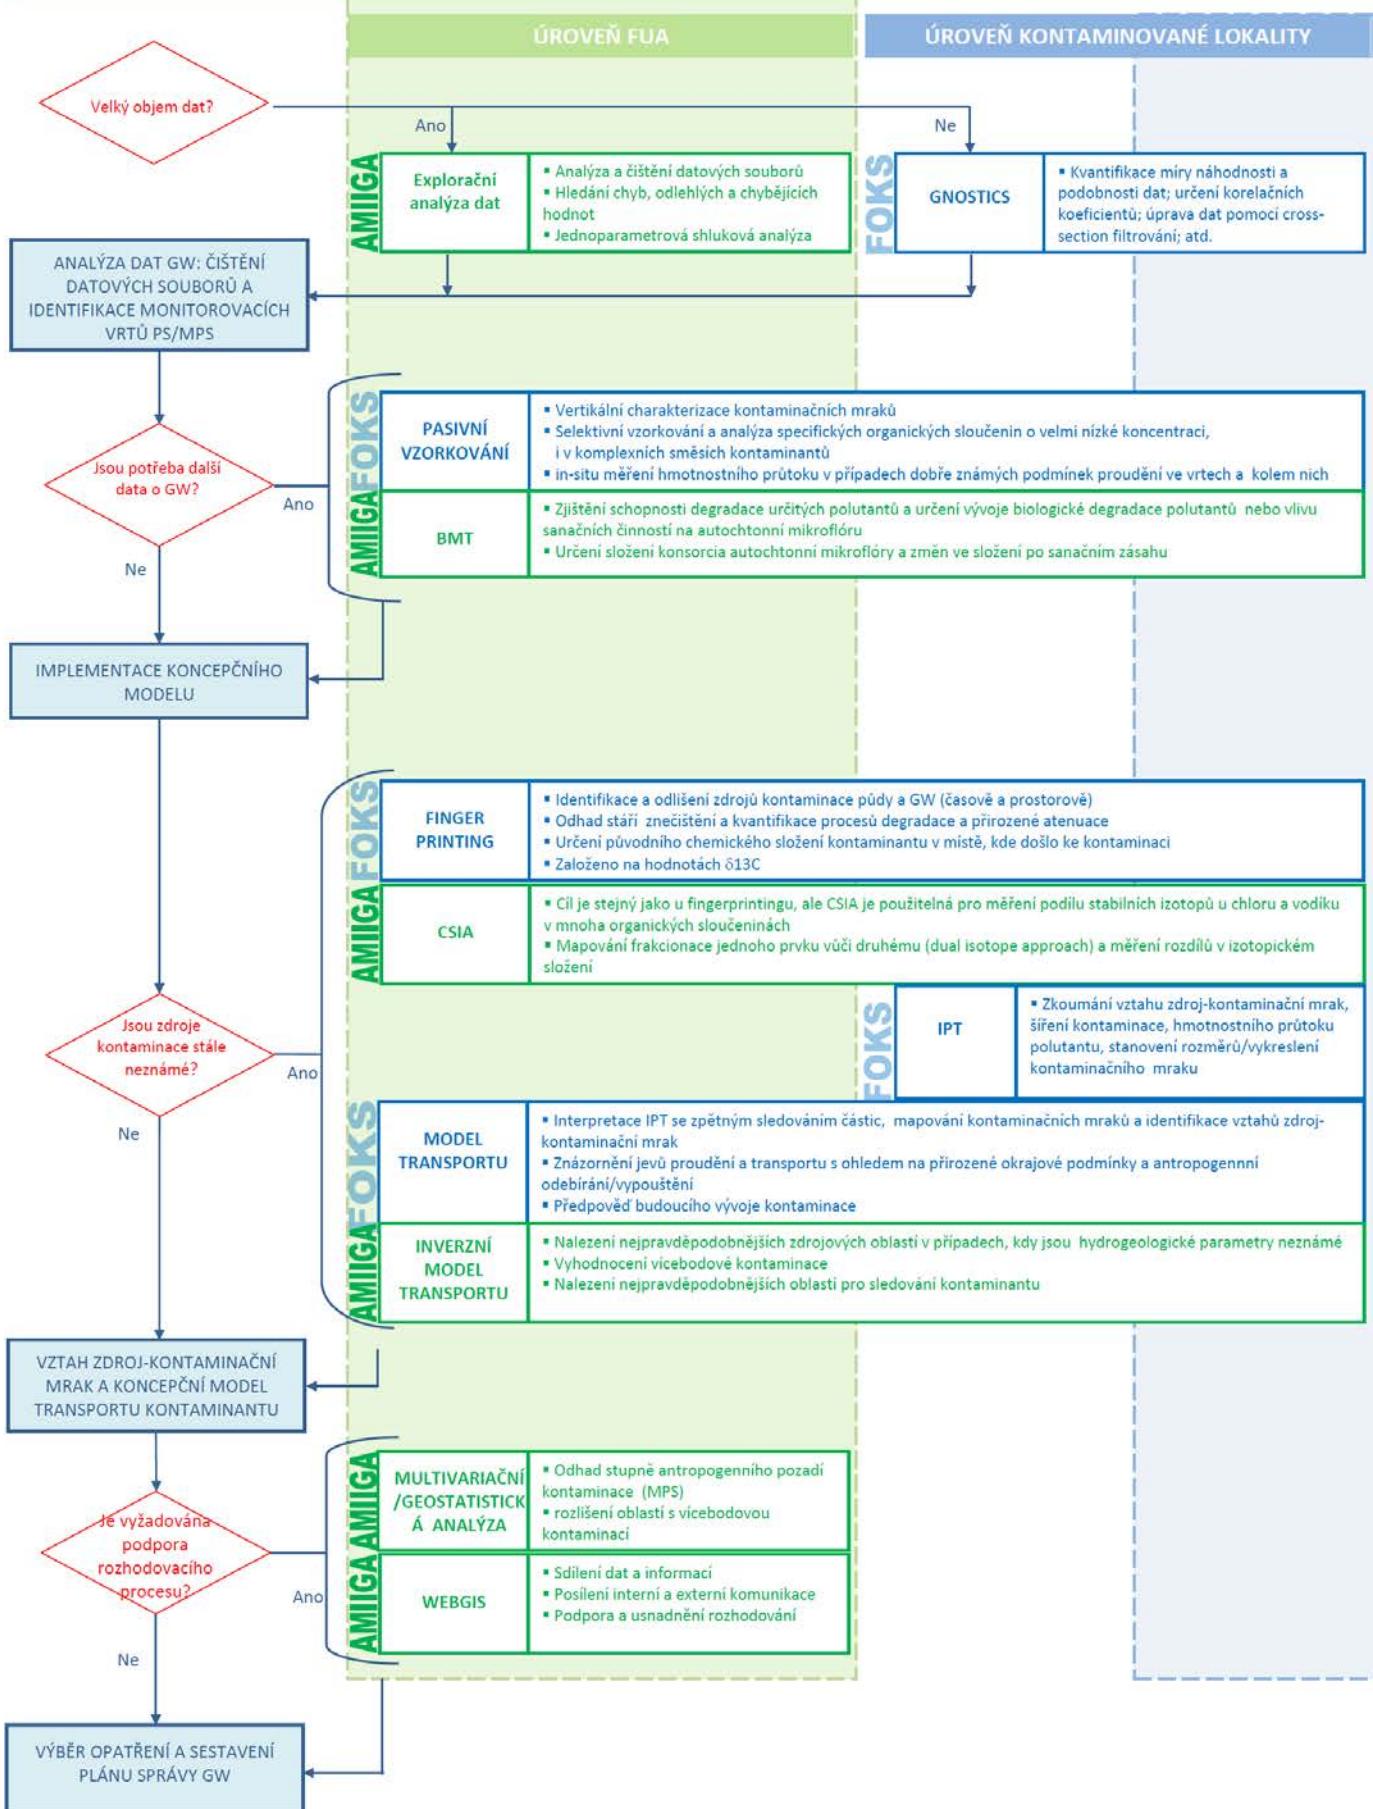 ÚROVEŇ FUA
ÚROVEŇ KONTAMINOVANÉ LOKALITY
Velký objem dat?
Ano
Ne
AMIIGA
Explorační
analýza dat
▪ Analýza a čištění datových souborů
▪ Hledání chyb, odlehlých a chybějících
hodnot
▪ Jednoparametrová shluková analýza
FOKS
GNOSTICS
▪ Kvantifikace míry náhodnosti a
podobnosti dat; určení korelačních
koeficientů; úprava dat pomocí cross-
section filtrování; atd.
ANALÝZA DAT GW: ČIŠTĚNÍ
DATOVÝCH SOUBORŮ A
IDENTIFIKACE MONITOROVACÍCH
VRTŮ PS/MPS
Jsou potřeba další
data o GW?
Ano
Ne
FOKS
PASIVNÍ
VZORKOVÁNÍ
▪ Vertikální charakterizace kontaminačních mraků
▪ Selektivní vzorkování a analýza specifických organických sloučenin o velmi nízké koncentraci,
i v komplexních směsích kontaminantů
▪ in-situ měření hmotnostního průtoku v případech dobře známých podmínek proudění ve vrtech a kolem nich
AMIIGA
BMT
▪ Zjištění schopnosti degradace určitých polutantů a určení vývoje biologické degradace polutantů nebo vlivu
sanačních činností na autochtonní mikroflóru
▪ Určení složení konsorcia autochtonní mikroflóry a změn ve složení po sanačním zásahu
IMPLEMENTACE KONCEPČNÍHO
MODELU
FOKS
FINGER
PRINTING
▪ Identifikace a odlišení zdrojů kontaminace půdy a GW (časově a prostorově)
▪ Odhad stáří znečištění a kvantifikace procesů degradace a přirozené atenuace
▪ Určení původního chemického složení kontaminantu v místě, kde došlo ke kontaminaci
▪ Založeno na hodnotách δ13C
AMIIGA
CSIA
▪ Cíl je stejný jako u fingerprintingu, ale CSIA je použitelná pro měření podílu stabilních izotopů u chloru a vodíku
v mnoha organických sloučeninách
▪ Mapování frakcionace jednoho prvku vůči druhému (dual isotope approach) a měření rozdílů v izotopickém
složení
Jsou zdroje
kontaminace stále
neznámé?
Ano
Ne
FOKS
IPT
▪ Zkoumání vztahu zdroj-kontaminační mrak,
šíření kontaminace, hmotnostního průtoku
polutantu, stanovení rozměrů/vykreslení
kontaminačního mraku
FOKS
MODEL
TRANSPORTU
▪ Interpretace IPT se zpětným sledováním částic, mapování kontaminačních mraků a identifikace vztahů zdroj-
kontaminační mrak
▪ Znázornění jevů proudění a transportu s ohledem na přirozené okrajové podmínky a antropogennní
odebírání/vypouštění
▪ Předpověď budoucího vývoje kontaminace
AMIIGA
INVERZNÍ
MODEL
TRANSPORTU
▪ Nalezení nejpravděpodobnějších zdrojových oblastí v případech, kdy jsou hydrogeologické parametry neznámé
▪ Vyhodnocení vícebodové kontaminace
▪ Nalezení nejpravděpodobnějších oblastí pro sledování kontaminantu
VZTAH ZDROJ-KONTAMINAČNÍ
MRAK A KONCEPČNÍ MODEL
TRANSPORTU KONTAMINANTU
Je vyžadována
podpora
rozhodovacího
procesu?
Ano
Ne
AMIIGA
MULTIVARIAČNÍ
/GEOSTATISTICK
Á ANALÝZA
▪ Odhad stupně antropogenního pozadí
kontaminace (MPS)
▪ rozlišení oblastí s vícebodovou
kontaminací
AMIIGA
WEBGIS
▪ Sdílení dat a informací
▪ Posílení interní a externí komunikace
▪ Podpora a usnadnění rozhodování
VÝBĚR OPATŘENÍ A SESTAVENÍ
PLÁNU SPRÁVY GW